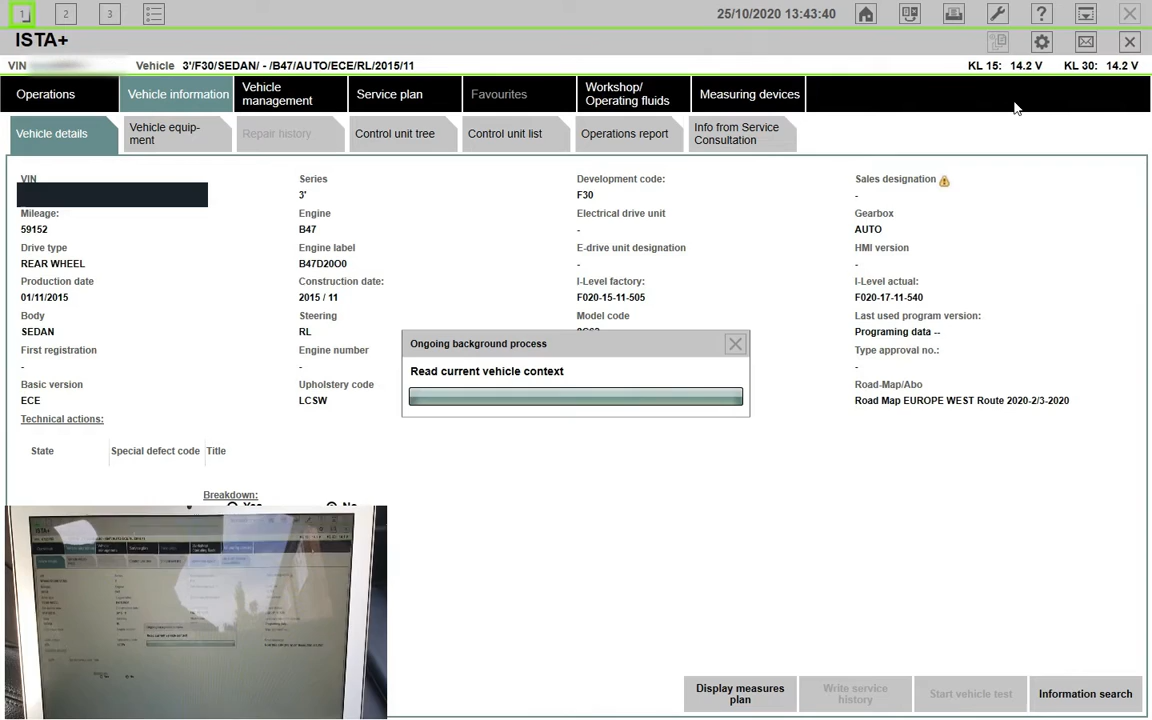 1 2 3 25/10/2020 13:43:40 ?
ISTA+
VIN Vehicle 3'/F30/SEDAN/ - /B47/AUTO/ECE/RL/2015/11 KL 15: 14.2 V KL 30: 14.2 V
Operations Vehicle information Vehicle management Service plan Favourites Workshop/ Operating fluids Measuring devices
Vehicle details Vehicle equip- ment Repair history Control unit tree Control unit list Operations report Info from Service Consultation
VIN Series Development code: Sales designation
3' F30 -
Mileage: Engine Electrical drive unit Gearbox
59152 B47 - AUTO
Drive type Engine label E-drive unit designation HMI version
REAR WHEEL B47D20O0 - -
Production date Construction date: I-Level factory: I-Level actual:
01/11/2015 2015 / 11 F020-15-11-505 F020-17-11-540
Body Steering Model code Last used program version:
SEDAN RL Programing data --
First registration Engine number Type approval no.:
- - -
Basic version Upholstery code Road-Map/Abo
ECE LCSW Road Map EUROPE WEST Route 2020-2/3-2020
Technical actions:
State Special defect code Title
Breakdown:
Yes No
Ongoing background process
Read current vehicle context
ISTA+
Read current vehicle context
Display measures plan Write service history Start vehicle test Information search